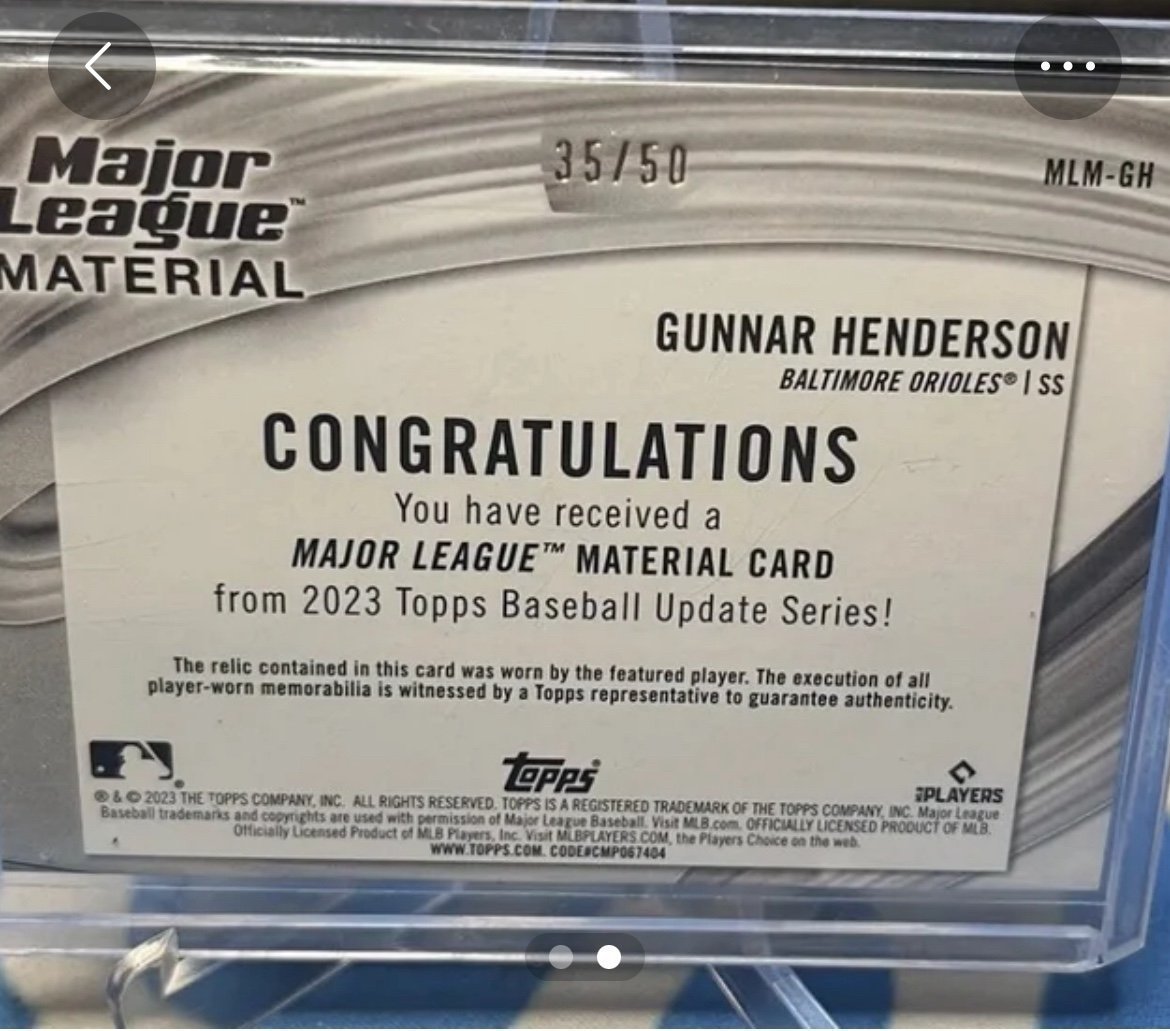 Major
League™
MATERIAL
35/50
MLM-GH
GUNNAR HENDERSON
BALTIMORE ORIOLES® | SS
CONGRATULATIONS
You have received a
MAJOR LEAGUE™ MATERIAL CARD
from 2023 Topps Baseball Update Series!
The relic contained in this card was worn by the featured player. The execution of all
player-worn memorabilia is witnessed by a Topps representative to guarantee authenticity.
topps®
PLAYERS
® & © 2023 THE TOPPS COMPANY, INC. ALL RIGHTS RESERVED. TOPPS IS A REGISTERED TRADEMARK OF THE TOPPS COMPANY, INC. Major League
Baseball trademarks and copyrights are used with permission of Major League Baseball. Visit MLB.com. OFFICIALLY LICENSED PRODUCT OF MLB.
Officially Licensed Product of MLB Players, Inc. Visit MLBPLAYERS.COM, the Players Choice on the web.
WWW.TOPPS.COM. CODE#CMP067404